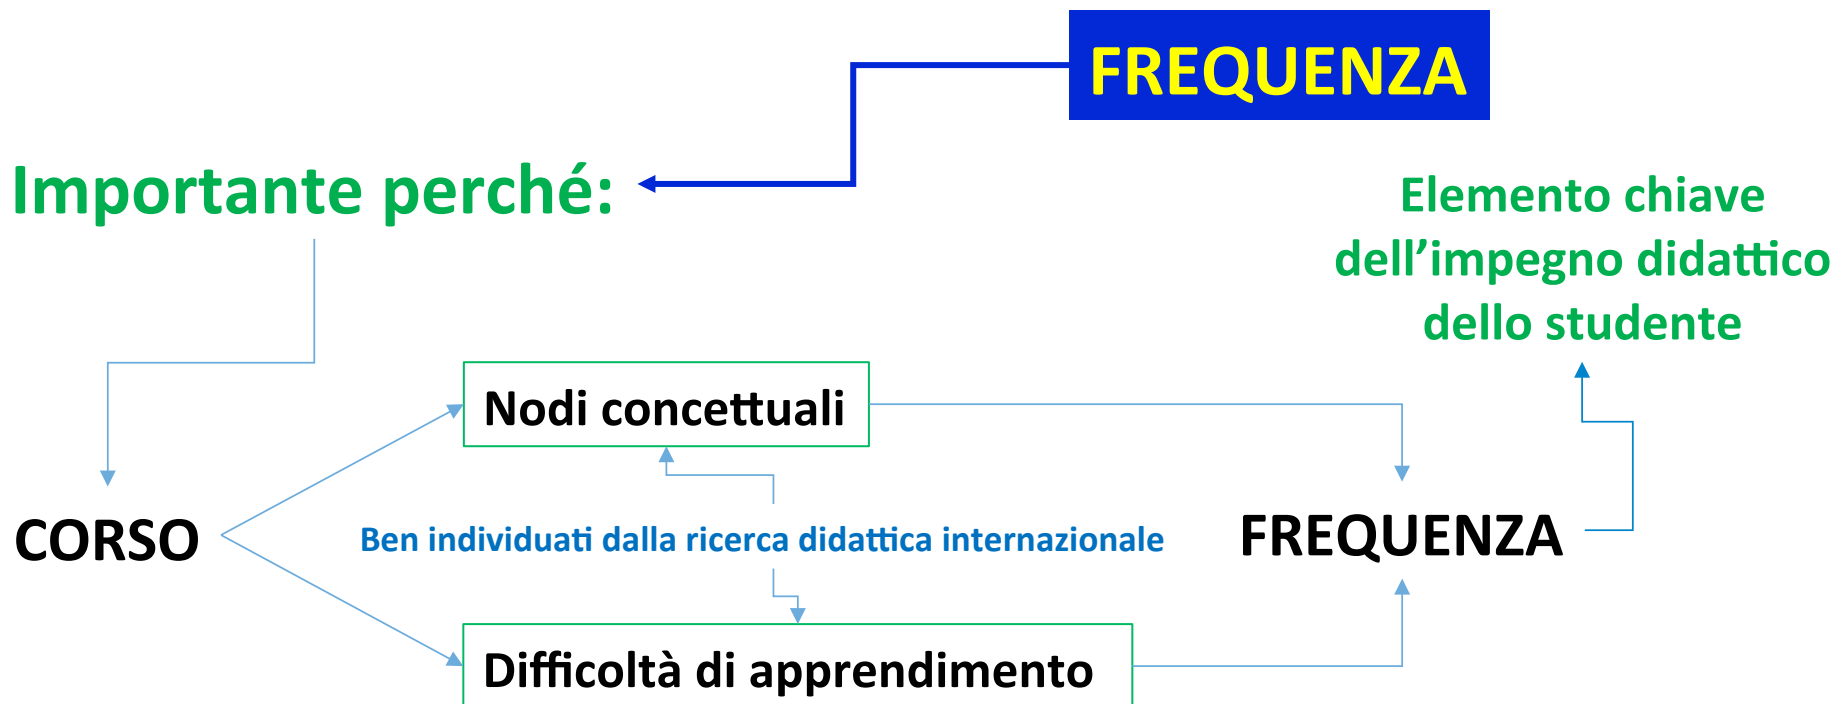 FREQUENZA
Importante perché:
Elemento chiave
dell’impegno didattico
dello studente
Nodi concettuali
CORSO
Ben individuati dalla ricerca didattica internazionale
FREQUENZA
Difficoltà di apprendimento